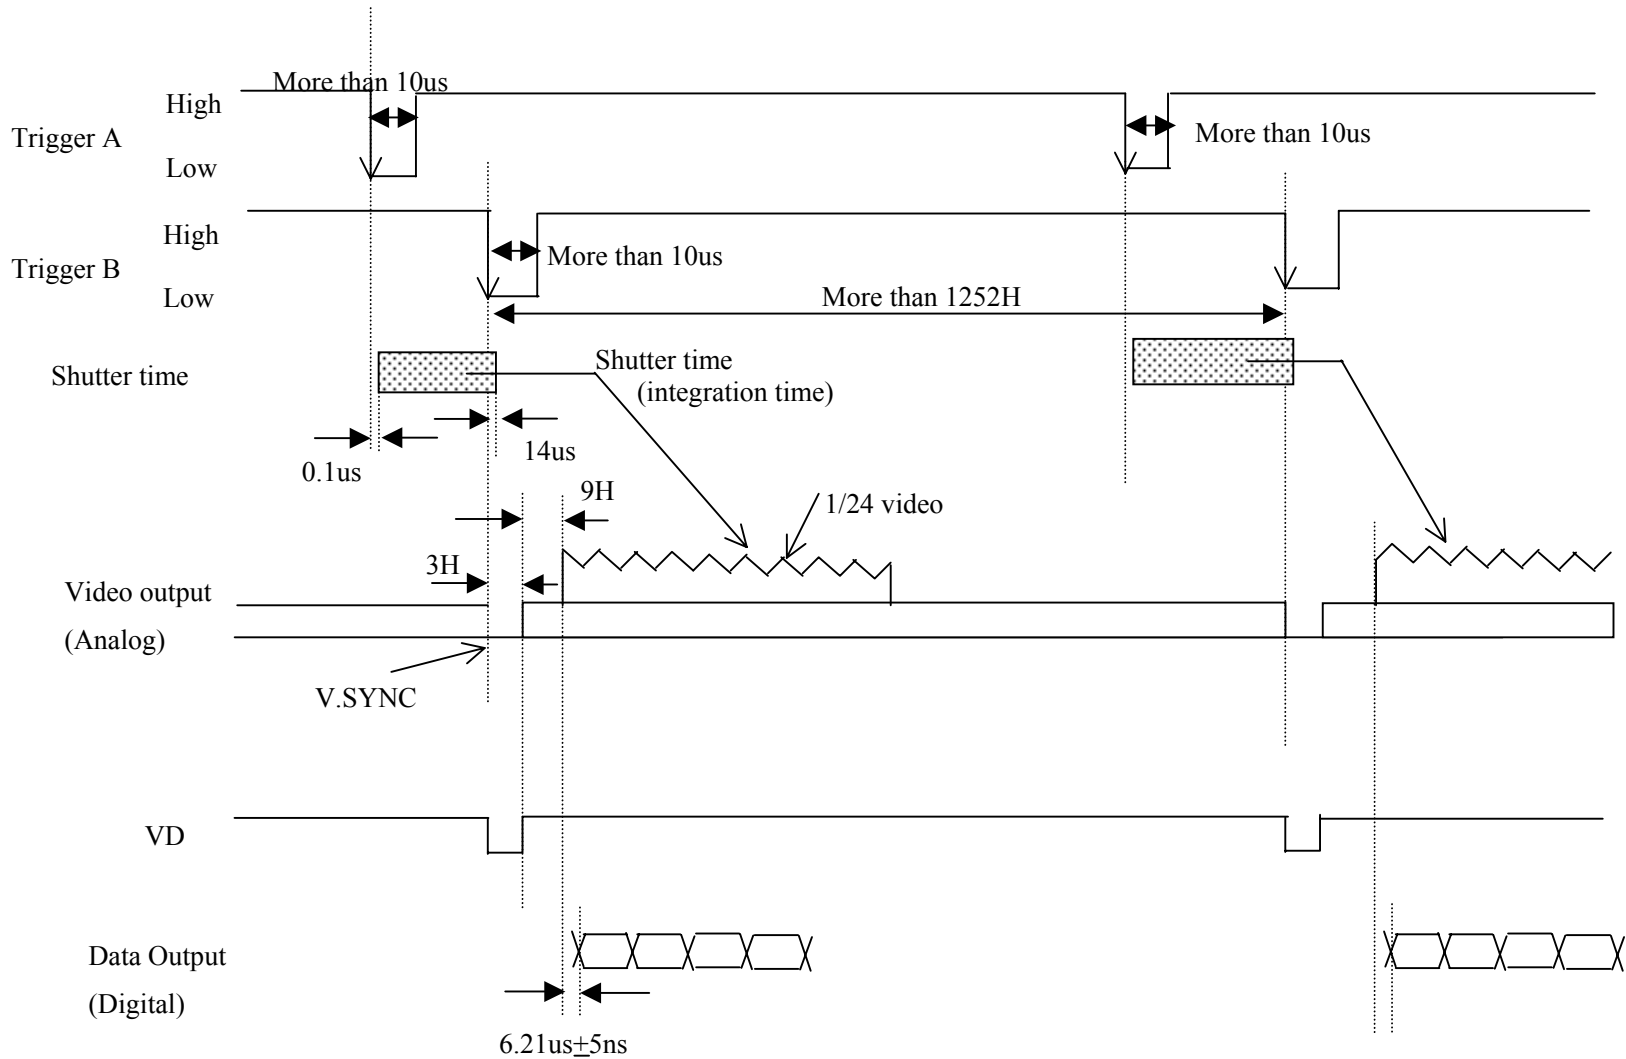 More than 10us
High
Trigger A
More than 10us
Low
High
Trigger B
More than 10us
Low
More than 1252H
Shutter time
Shutter time
(integration time)
14us
0.1us
9H
1/24 video
3H
Video output
(Analog)
V.SYNC
VD
Data Output
(Digital)
6.21us±5ns